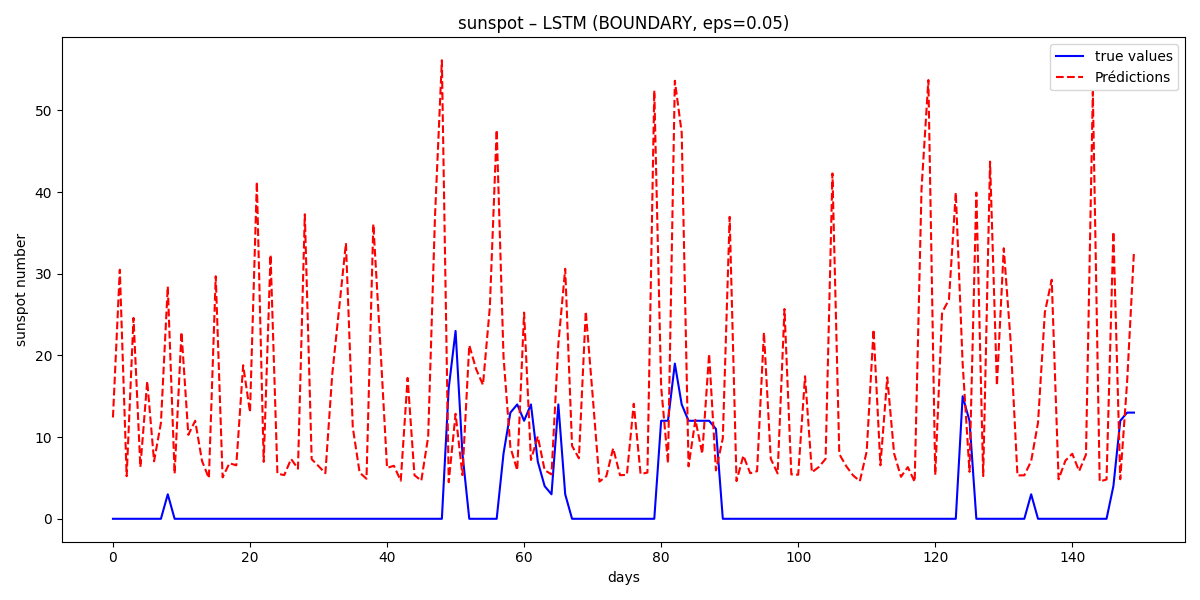 sunspot – LSTM (BOUNDARY, eps=0.05)
true values
Prédictions
sunspot number
50
40
30
20
10
0
0 20 40 60 80 100 120 140
days